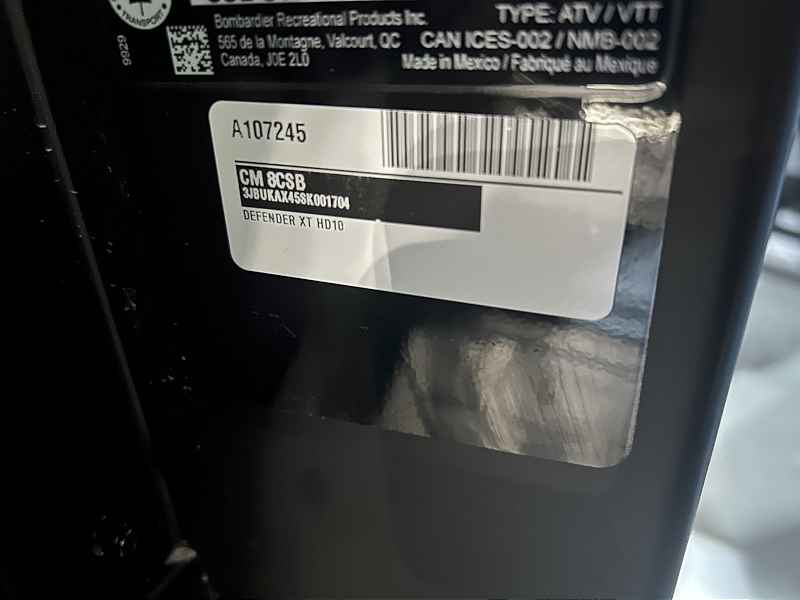 TRANSPORT
Bombardier Recreational Products Inc.
565 de la Montagne, Valcourt, QC
Canada, J0E 2L0
TYPE: ATV / VTT
CAN ICES-002 / NMB-002
Made in Mexico / Fabriqué au Mexique
9929
A107245
CM 8CSB
3JBUKAX45SK001704
DEFENDER XT HD10